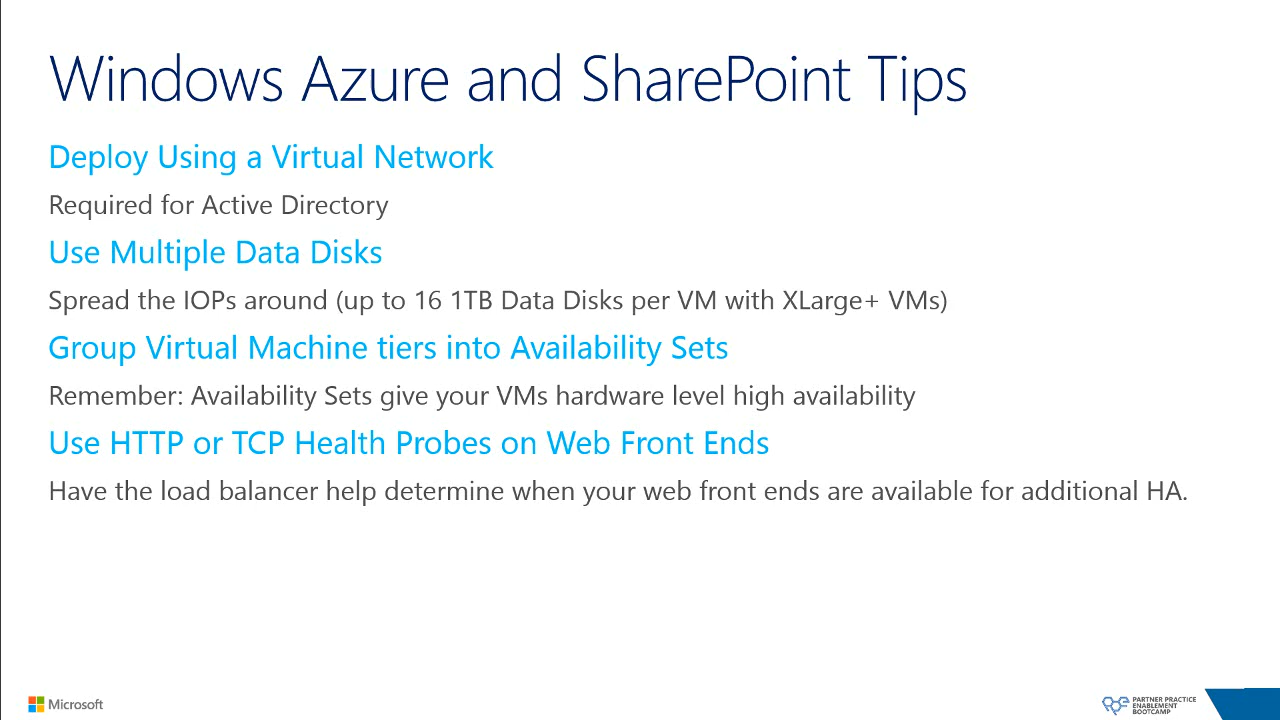 Windows Azure and SharePoint Tips
Deploy Using a Virtual Network
Required for Active Directory
Use Multiple Data Disks
Spread the IOPs around (up to 16 1TB Data Disks per VM with XLarge+ VMs)
Group Virtual Machine tiers into Availability Sets
Remember: Availability Sets give your VMs hardware level high availability
Use HTTP or TCP Health Probes on Web Front Ends
Have the load balancer help determine when your web front ends are available for additional HA.
Microsoft
PARTNER PRACTICE
ENABLEMENT
BOOTCAMP